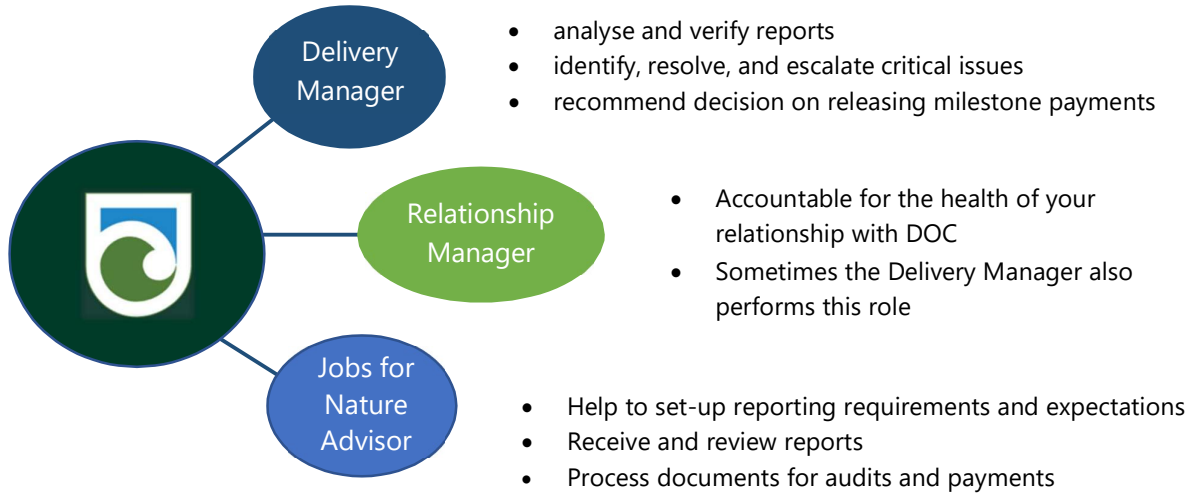 Delivery
Manager
• analyse and verify reports
• identify, resolve, and escalate critical issues
• recommend decision on releasing milestone payments
Relationship
Manager
• Accountable for the health of your
relationship with DOC
• Sometimes the Delivery Manager also
performs this role
Jobs for
Nature
Advisor
• Help to set-up reporting requirements and expectations
• Receive and review reports
• Process documents for audits and payments